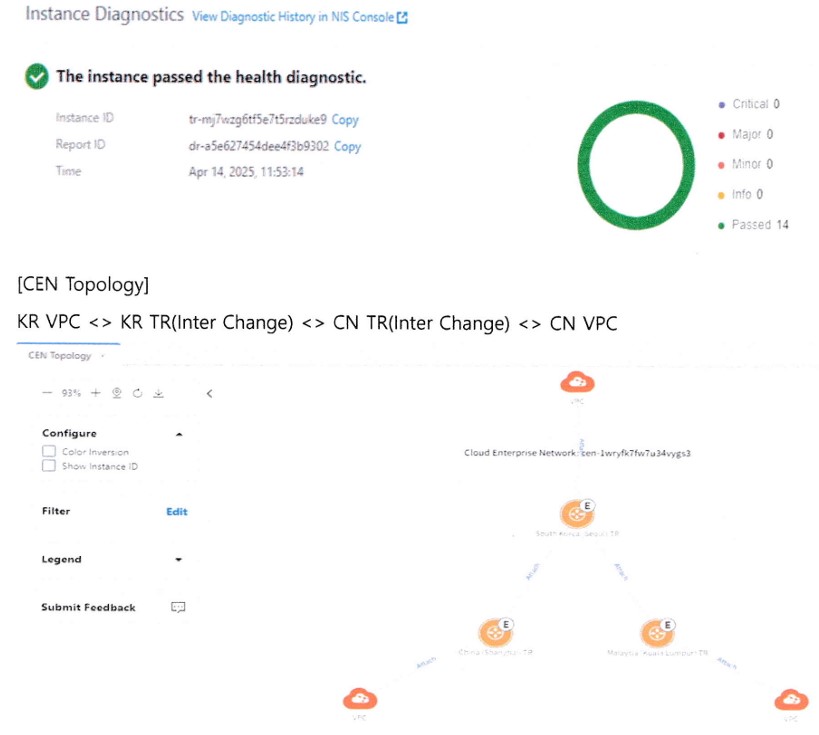 Instance Diagnostics View Diagnostic History in NIS Console
The instance passed the health diagnostic.
Instance ID tr-mj7wzg6tf5e7t5rzduke9 Copy
Report ID dr-a5e627454dee4f3b9302 Copy
Time Apr 14, 2025, 11:53:14
Critical 0
Major 0
Minor 0
Info 0
Passed 14
[CEN Topology]
KR VPC <> KR TR(Inter Change) <> CN TR(Inter Change) <> CN VPC
CEN Topology
93%
Configure
Color Inversion
Show Instance ID
Filter Edit
Legend
Submit Feedback
VPC
Cloud Enterprise Network: cen-1wryfk7fw7u34vygs3
E
South Korea (Seoul) TR
Attach
Attach
E
China (Shanghai) TR
E
Malaysia (Kuala Lumpur) TR
Attach
Attach
VPC
VPC